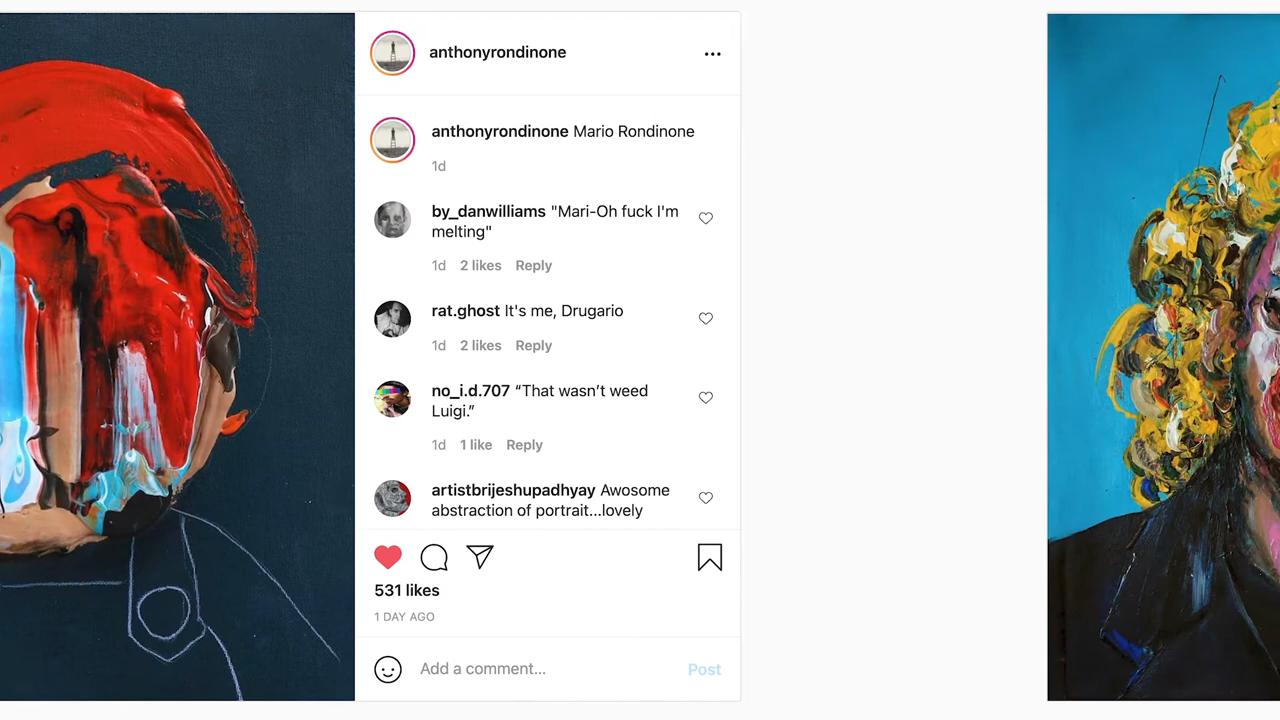 anthonyrondinone
anthonyrondinone Mario Rondinone
1d
by_danwilliams "Mari-Oh fuck I'm
melting"
1d 2 likes Reply
rat.ghost It's me, Drugario
1d 2 likes Reply
no_i.d.707 “That wasn’t weed
Luigi.”
1d 1 like Reply
artistbrijeshupadhyay Awosome
abstraction of portrait...lovely
531 likes
1 DAY AGO
Add a comment... Post